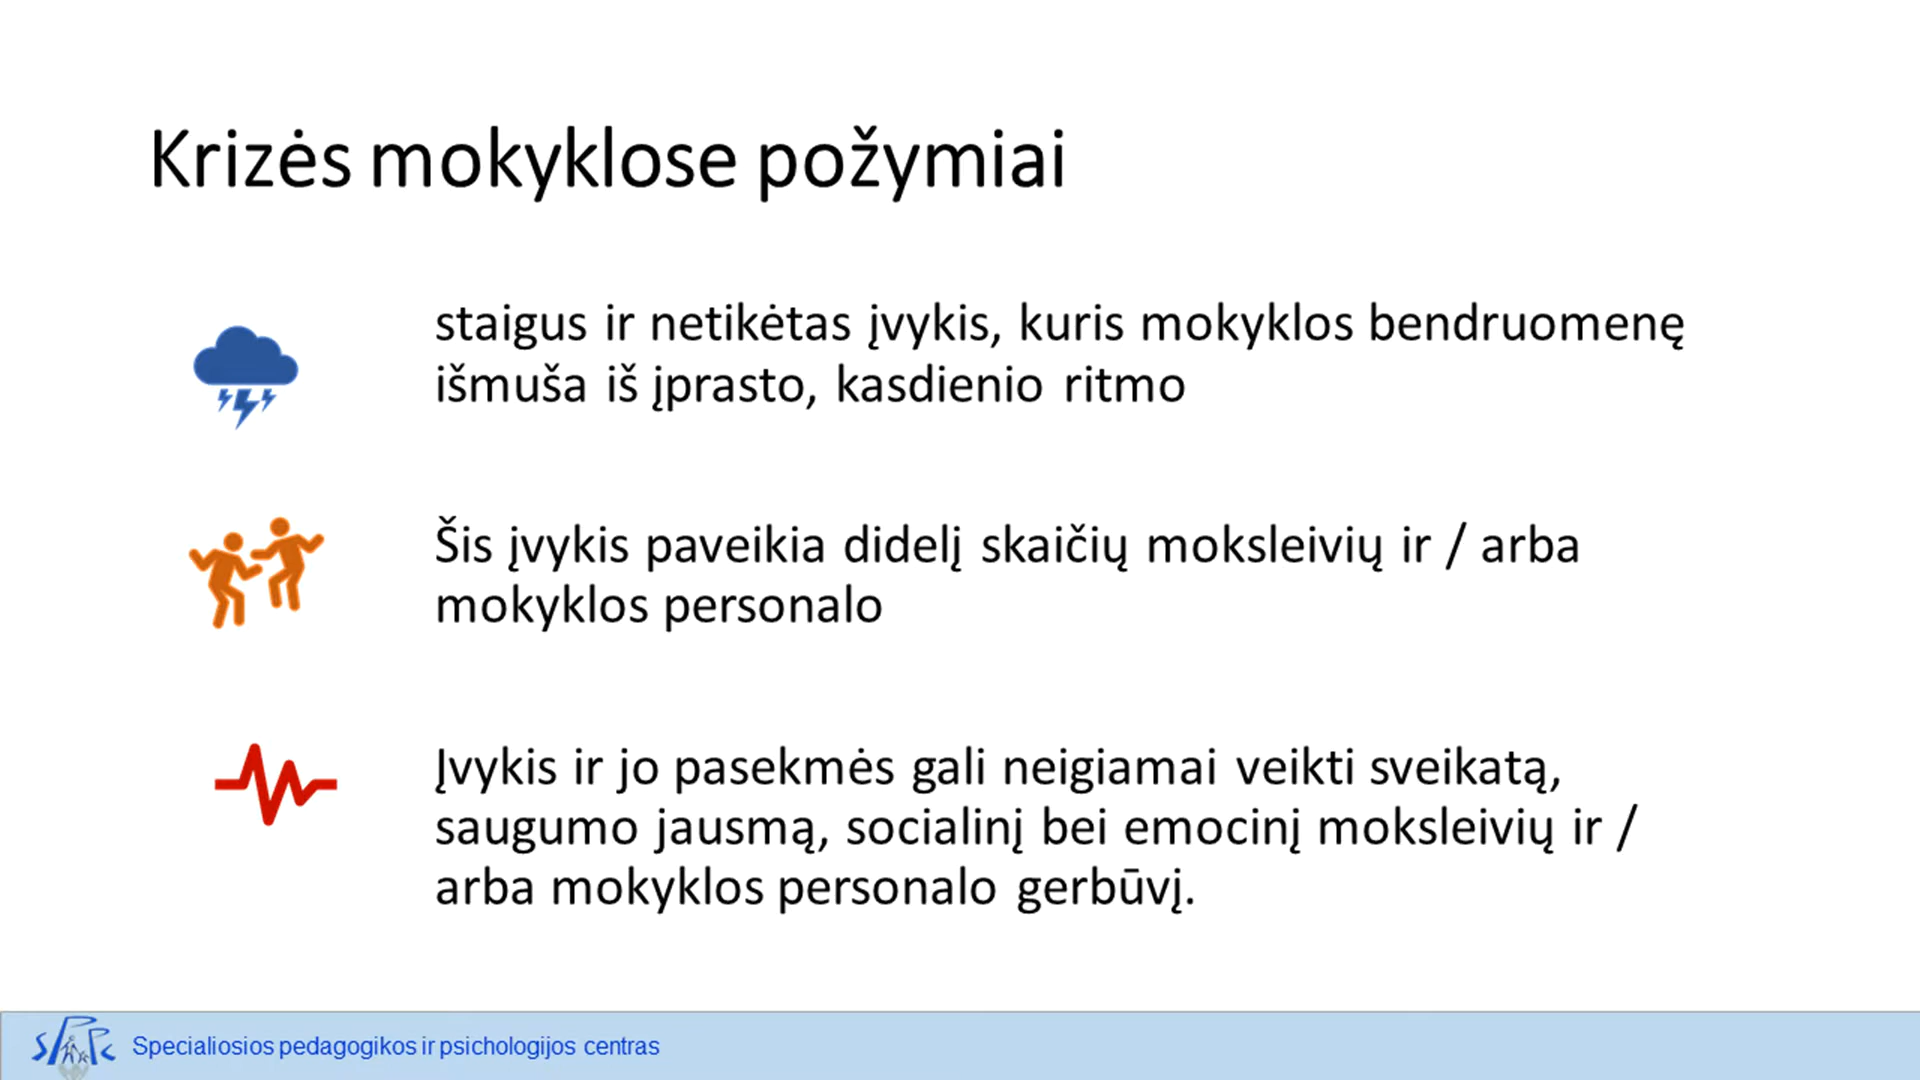 Krizės mokyklose požymiai
staigus ir netikėtas įvykis, kuris mokyklos bendruomenę
išmuša iš įprasto, kasdienio ritmo
Šis įvykis paveikia didelį skaičių moksleivių ir / arba
mokyklos personalo
Įvykis ir jo pasekmės gali neigiamai veikti sveikatą,
saugumo jausmą, socialinį bei emocinį moksleivių ir /
arba mokyklos personalo gerbūvį.
Specialiosios pedagogikos ir psichologijos centras